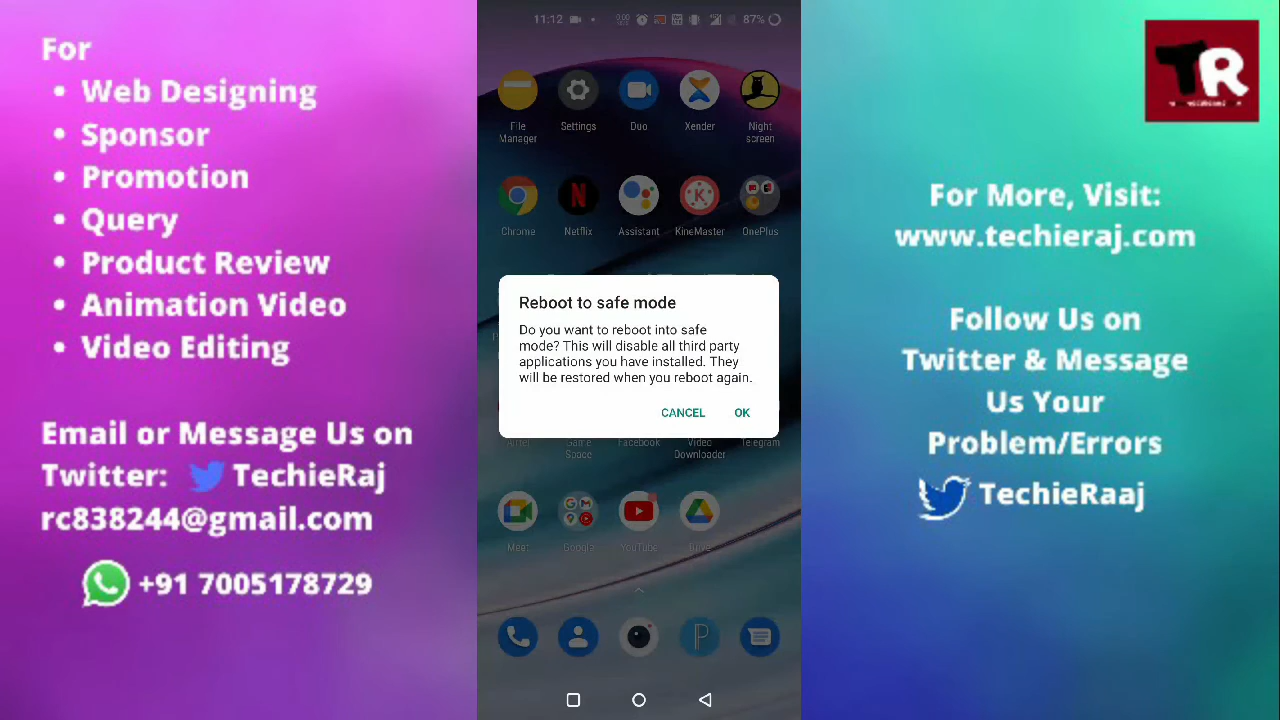 For
• Web Designing
• Sponsor
• Promotion
• Query
• Product Review
• Animation Video
• Video Editing
Email or Message Us on
Twitter: TechieRaj
rc838244@gmail.com
+91 7005178729
11:12
87%
File Manager
Settings
Duo
Xender
Night screen
Chrome
Netflix
Assistant
KineMaster
OnePlus
Reboot to safe mode
Do you want to reboot into safe
mode? This will disable all third party
applications you have installed. They
will be restored when you reboot again.
CANCEL OK
Airtel
Game Space
Facebook
Video Downloader
Telegram
Meet
Google
YouTube
Drive
TR
For More, Visit:
www.techieraj.com
Follow Us on
Twitter & Message
Us Your
Problem/Errors
TechieRaaj